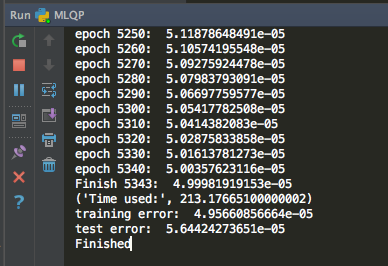 Run MLQP
epoch 5250:  5.11878648491e-05
epoch 5260:  5.10574195548e-05
epoch 5270:  5.09275924478e-05
epoch 5280:  5.07983793091e-05
epoch 5290:  5.06697759577e-05
epoch 5300:  5.05417782508e-05
epoch 5310:  5.0414382083e-05
epoch 5320:  5.02875833858e-05
epoch 5330:  5.01613781273e-05
epoch 5340:  5.00357623116e-05
Finish 5343:  4.99981919153e-05
('Time used:', 213.17665100000002)
training error:  4.95660856664e-05
test error:  5.64424273651e-05
Finished